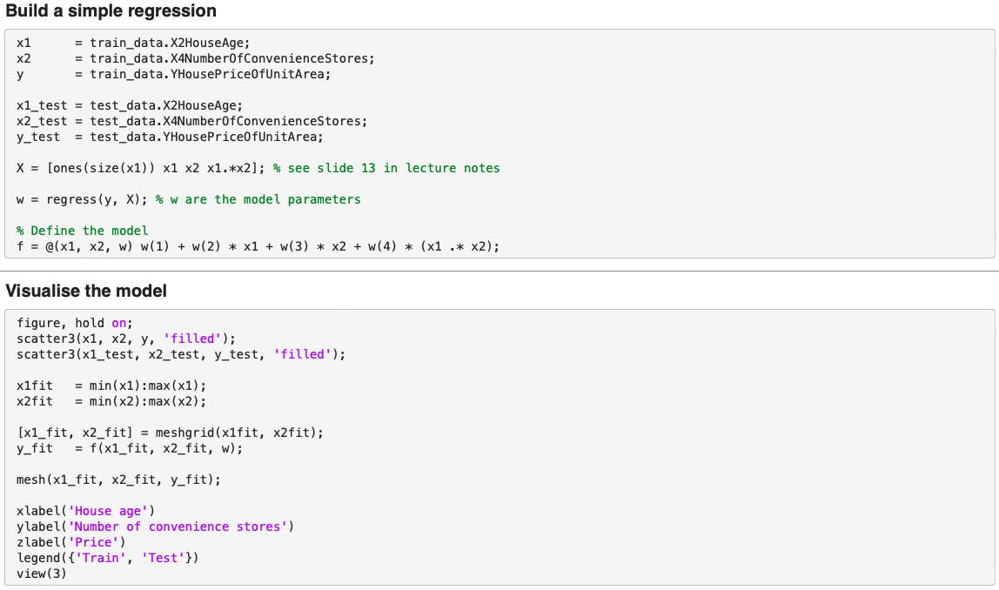 Build a simple regression
x1      = train_data.X2HouseAge;
x2      = train_data.X4NumberOfConvenienceStores;
y       = train_data.YHousePriceOfUnitArea;
x1_test = test_data.X2HouseAge;
x2_test = test_data.X4NumberOfConvenienceStores;
y_test  = test_data.YHousePriceOfUnitArea;
X = [ones(size(x1)) x1 x2 x1.*x2]; % see slide 13 in lecture notes
w = regress(y, X); % w are the model parameters
% Define the model
f = @(x1, x2, w) w(1) + w(2) * x1 + w(3) * x2 + w(4) * (x1 .* x2);
Visualise the model
figure, hold on;
scatter3(x1, x2, y, 'filled');
scatter3(x1_test, x2_test, y_test, 'filled');
x1fit   = min(x1):max(x1);
x2fit   = min(x2):max(x2);
[x1_fit, x2_fit] = meshgrid(x1fit, x2fit);
y_fit   = f(x1_fit, x2_fit, w);
mesh(x1_fit, x2_fit, y_fit);
xlabel('House age')
ylabel('Number of convenience stores')
zlabel('Price')
legend({'Train', 'Test'})
view(3)